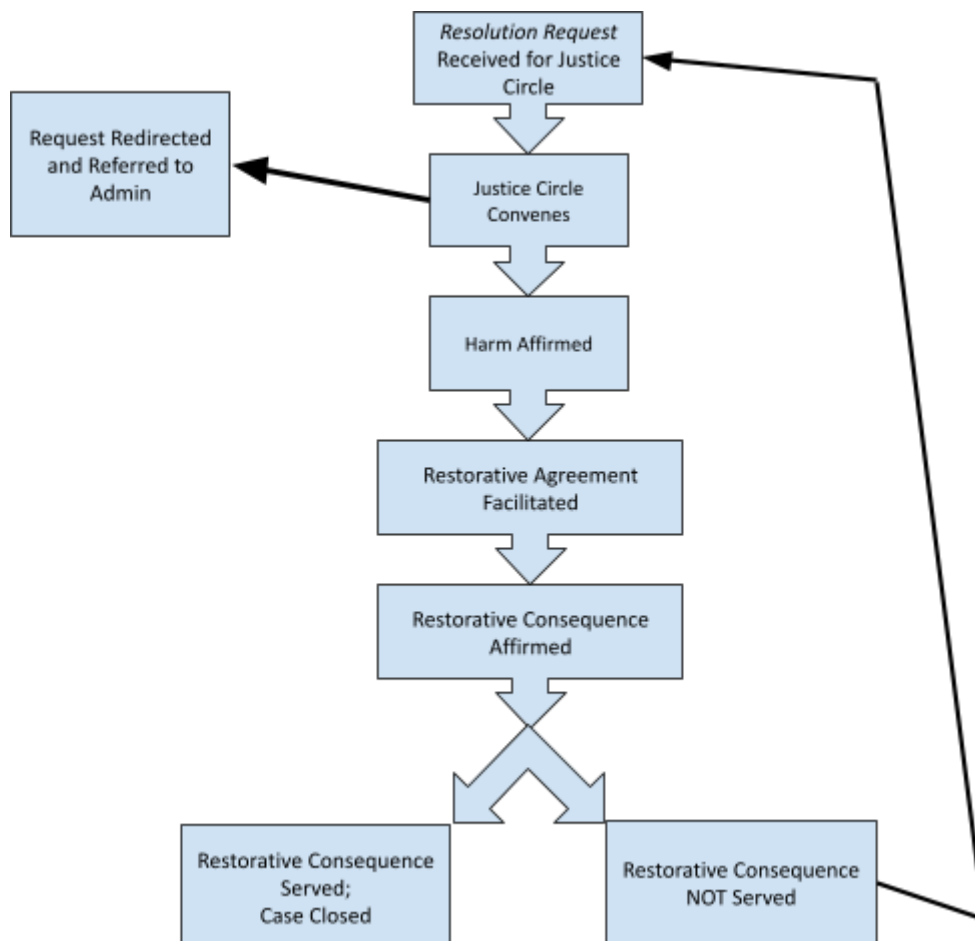 Resolution Request
Received for Justice
Circle
Request Redirected
and Referred to
Admin
Justice Circle
Convenes
Harm Affirmed
Restorative Agreement
Facilitated
Restorative Consequence
Affirmed
Restorative Consequence
Served;
Case Closed
Restorative Consequence
NOT Served